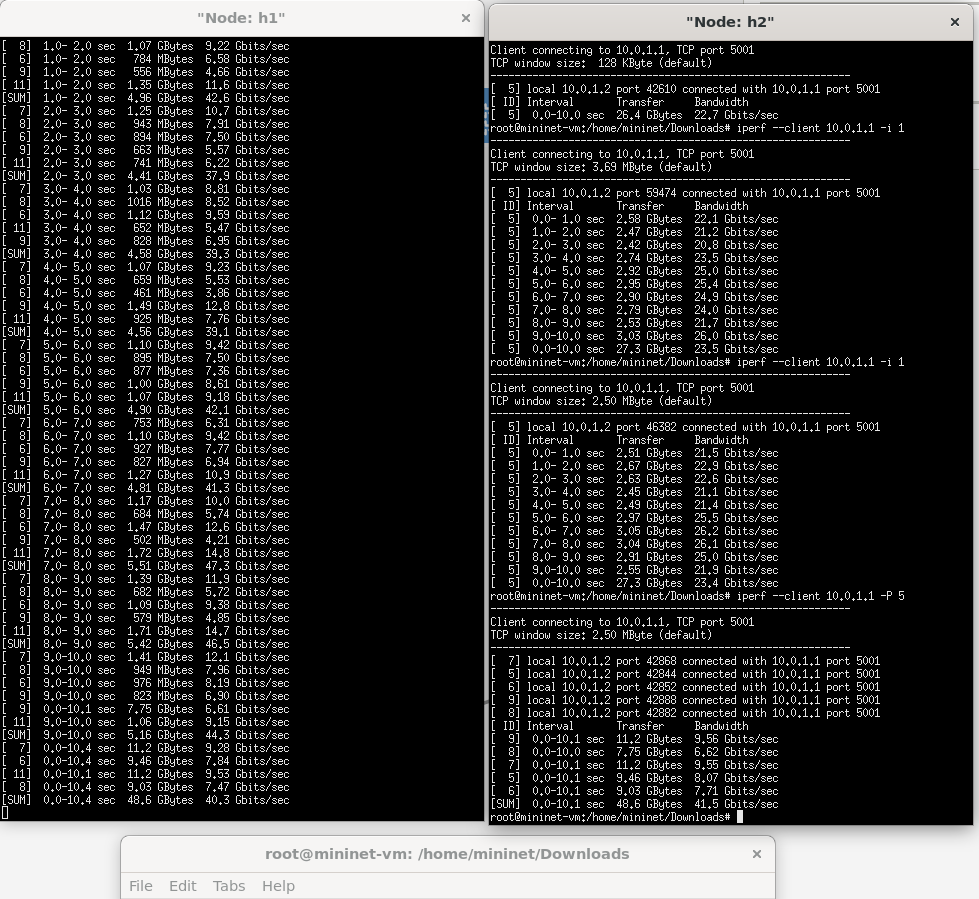 "Node: h1"
[  8]  1.0- 2.0 sec  1.07 GBytes  9.22 Gbits/sec
[  6]  1.0- 2.0 sec   784 MBytes  6.58 Gbits/sec
[  9]  1.0- 2.0 sec   556 MBytes  4.66 Gbits/sec
[ 11]  1.0- 2.0 sec  1.35 GBytes  11.6 Gbits/sec
[SUM]  1.0- 2.0 sec  4.96 GBytes  42.6 Gbits/sec
[  7]  2.0- 3.0 sec  1.25 GBytes  10.7 Gbits/sec
[  8]  2.0- 3.0 sec   943 MBytes  7.91 Gbits/sec
[  6]  2.0- 3.0 sec   894 MBytes  7.50 Gbits/sec
[  9]  2.0- 3.0 sec   663 MBytes  5.57 Gbits/sec
[ 11]  2.0- 3.0 sec   741 MBytes  6.22 Gbits/sec
[SUM]  2.0- 3.0 sec  4.41 GBytes  37.9 Gbits/sec
[  7]  3.0- 4.0 sec  1.03 GBytes  8.81 Gbits/sec
[  8]  3.0- 4.0 sec  1016 MBytes  8.52 Gbits/sec
[  6]  3.0- 4.0 sec  1.12 GBytes  9.59 Gbits/sec
[ 11]  3.0- 4.0 sec   652 MBytes  5.47 Gbits/sec
[  9]  3.0- 4.0 sec   828 MBytes  6.95 Gbits/sec
[SUM]  3.0- 4.0 sec  4.58 GBytes  39.3 Gbits/sec
[  7]  4.0- 5.0 sec  1.07 GBytes  9.23 Gbits/sec
[  8]  4.0- 5.0 sec   659 MBytes  5.53 Gbits/sec
[  6]  4.0- 5.0 sec   461 MBytes  3.86 Gbits/sec
[  9]  4.0- 5.0 sec  1.49 GBytes  12.8 Gbits/sec
[ 11]  4.0- 5.0 sec   925 MBytes  7.76 Gbits/sec
[SUM]  4.0- 5.0 sec  4.56 GBytes  39.1 Gbits/sec
[  7]  5.0- 6.0 sec  1.10 GBytes  9.42 Gbits/sec
[  8]  5.0- 6.0 sec   895 MBytes  7.50 Gbits/sec
[  6]  5.0- 6.0 sec   877 MBytes  7.36 Gbits/sec
[  9]  5.0- 6.0 sec  1.00 GBytes  8.61 Gbits/sec
[ 11]  5.0- 6.0 sec  1.07 GBytes  9.18 Gbits/sec
[SUM]  5.0- 6.0 sec  4.90 GBytes  42.1 Gbits/sec
[  7]  6.0- 7.0 sec   753 MBytes  6.31 Gbits/sec
[  8]  6.0- 7.0 sec  1.10 GBytes  9.42 Gbits/sec
[  6]  6.0- 7.0 sec   927 MBytes  7.77 Gbits/sec
[  9]  6.0- 7.0 sec   827 MBytes  6.94 Gbits/sec
[ 11]  6.0- 7.0 sec  1.27 GBytes  10.9 Gbits/sec
[SUM]  6.0- 7.0 sec  4.81 GBytes  41.3 Gbits/sec
[  7]  7.0- 8.0 sec  1.17 GBytes  10.0 Gbits/sec
[  8]  7.0- 8.0 sec   684 MBytes  5.74 Gbits/sec
[  6]  7.0- 8.0 sec  1.47 GBytes  12.6 Gbits/sec
[  9]  7.0- 8.0 sec   502 MBytes  4.21 Gbits/sec
[ 11]  7.0- 8.0 sec  1.72 GBytes  14.8 Gbits/sec
[SUM]  7.0- 8.0 sec  5.51 GBytes  47.3 Gbits/sec
[  7]  8.0- 9.0 sec  1.39 GBytes  11.9 Gbits/sec
[  8]  8.0- 9.0 sec   682 MBytes  5.72 Gbits/sec
[  6]  8.0- 9.0 sec  1.09 GBytes  9.38 Gbits/sec
[  9]  8.0- 9.0 sec   579 MBytes  4.85 Gbits/sec
[ 11]  8.0- 9.0 sec  1.71 GBytes  14.7 Gbits/sec
[SUM]  8.0- 9.0 sec  5.42 GBytes  46.5 Gbits/sec
[  7]  9.0-10.0 sec  1.41 GBytes  12.1 Gbits/sec
[  8]  9.0-10.0 sec   949 MBytes  7.96 Gbits/sec
[  6]  9.0-10.0 sec   976 MBytes  8.19 Gbits/sec
[  9]  9.0-10.0 sec   823 MBytes  6.90 Gbits/sec
[  9]  0.0-10.1 sec  7.75 GBytes  6.61 Gbits/sec
[ 11]  9.0-10.0 sec  1.06 GBytes  9.15 Gbits/sec
[SUM]  9.0-10.0 sec  5.16 GBytes  44.3 Gbits/sec
[  7]  0.0-10.4 sec  11.2 GBytes  9.28 Gbits/sec
[  6]  0.0-10.4 sec  9.46 GBytes  7.84 Gbits/sec
[ 11]  0.0-10.1 sec  11.2 GBytes  9.53 Gbits/sec
[  8]  0.0-10.4 sec  9.03 GBytes  7.47 Gbits/sec
[SUM]  0.0-10.4 sec  48.6 GBytes  40.3 Gbits/sec
"Node: h2"
Client connecting to 10.0.1.1, TCP port 5001
TCP window size:  128 KByte (default)
------------------------------------------------------------
[  5] local 10.0.1.2 port 42610 connected with 10.0.1.1 port 5001
[ ID] Interval       Transfer     Bandwidth
[  5]  0.0-10.0 sec  26.4 GBytes  22.7 Gbits/sec
root@mininet-vm:/home/mininet/Downloads# iperf --client 10.0.1.1 -i 1
------------------------------------------------------------
Client connecting to 10.0.1.1, TCP port 5001
TCP window size: 3.69 MByte (default)
------------------------------------------------------------
[  5] local 10.0.1.2 port 59474 connected with 10.0.1.1 port 5001
[ ID] Interval       Transfer     Bandwidth
[  5]  0.0- 1.0 sec  2.58 GBytes  22.1 Gbits/sec
[  5]  1.0- 2.0 sec  2.47 GBytes  21.2 Gbits/sec
[  5]  2.0- 3.0 sec  2.42 GBytes  20.8 Gbits/sec
[  5]  3.0- 4.0 sec  2.74 GBytes  23.5 Gbits/sec
[  5]  4.0- 5.0 sec  2.92 GBytes  25.0 Gbits/sec
[  5]  5.0- 6.0 sec  2.95 GBytes  25.4 Gbits/sec
[  5]  6.0- 7.0 sec  2.90 GBytes  24.9 Gbits/sec
[  5]  7.0- 8.0 sec  2.79 GBytes  24.0 Gbits/sec
[  5]  8.0- 9.0 sec  2.53 GBytes  21.7 Gbits/sec
[  5]  9.0-10.0 sec  3.03 GBytes  26.0 Gbits/sec
[  5]  0.0-10.0 sec  27.3 GBytes  23.5 Gbits/sec
root@mininet-vm:/home/mininet/Downloads# iperf --client 10.0.1.1 -i 1
------------------------------------------------------------
Client connecting to 10.0.1.1, TCP port 5001
TCP window size: 2.50 MByte (default)
------------------------------------------------------------
[  5] local 10.0.1.2 port 46382 connected with 10.0.1.1 port 5001
[ ID] Interval       Transfer     Bandwidth
[  5]  0.0- 1.0 sec  2.51 GBytes  21.5 Gbits/sec
[  5]  1.0- 2.0 sec  2.67 GBytes  22.9 Gbits/sec
[  5]  2.0- 3.0 sec  2.63 GBytes  22.6 Gbits/sec
[  5]  3.0- 4.0 sec  2.45 GBytes  21.1 Gbits/sec
[  5]  4.0- 5.0 sec  2.49 GBytes  21.4 Gbits/sec
[  5]  5.0- 6.0 sec  2.97 GBytes  25.5 Gbits/sec
[  5]  6.0- 7.0 sec  3.05 GBytes  26.2 Gbits/sec
[  5]  7.0- 8.0 sec  3.04 GBytes  26.1 Gbits/sec
[  5]  8.0- 9.0 sec  2.91 GBytes  25.0 Gbits/sec
[  5]  9.0-10.0 sec  2.55 GBytes  21.9 Gbits/sec
[  5]  0.0-10.0 sec  27.3 GBytes  23.4 Gbits/sec
root@mininet-vm:/home/mininet/Downloads# iperf --client 10.0.1.1 -P 5
------------------------------------------------------------
Client connecting to 10.0.1.1, TCP port 5001
TCP window size: 2.50 MByte (default)
------------------------------------------------------------
[  7] local 10.0.1.2 port 42868 connected with 10.0.1.1 port 5001
[  5] local 10.0.1.2 port 42844 connected with 10.0.1.1 port 5001
[  6] local 10.0.1.2 port 42852 connected with 10.0.1.1 port 5001
[  9] local 10.0.1.2 port 42888 connected with 10.0.1.1 port 5001
[  8] local 10.0.1.2 port 42882 connected with 10.0.1.1 port 5001
[ ID] Interval       Transfer     Bandwidth
[  9]  0.0-10.1 sec  11.2 GBytes  9.56 Gbits/sec
[  8]  0.0-10.0 sec  7.75 GBytes  6.62 Gbits/sec
[  7]  0.0-10.1 sec  11.2 GBytes  9.55 Gbits/sec
[  5]  0.0-10.1 sec  9.46 GBytes  8.07 Gbits/sec
[  6]  0.0-10.1 sec  9.03 GBytes  7.71 Gbits/sec
[SUM]  0.0-10.1 sec  48.6 GBytes  41.5 Gbits/sec
root@mininet-vm:/home/mininet/Downloads#
root@mininet-vm: /home/mininet/Downloads
File Edit Tabs Help